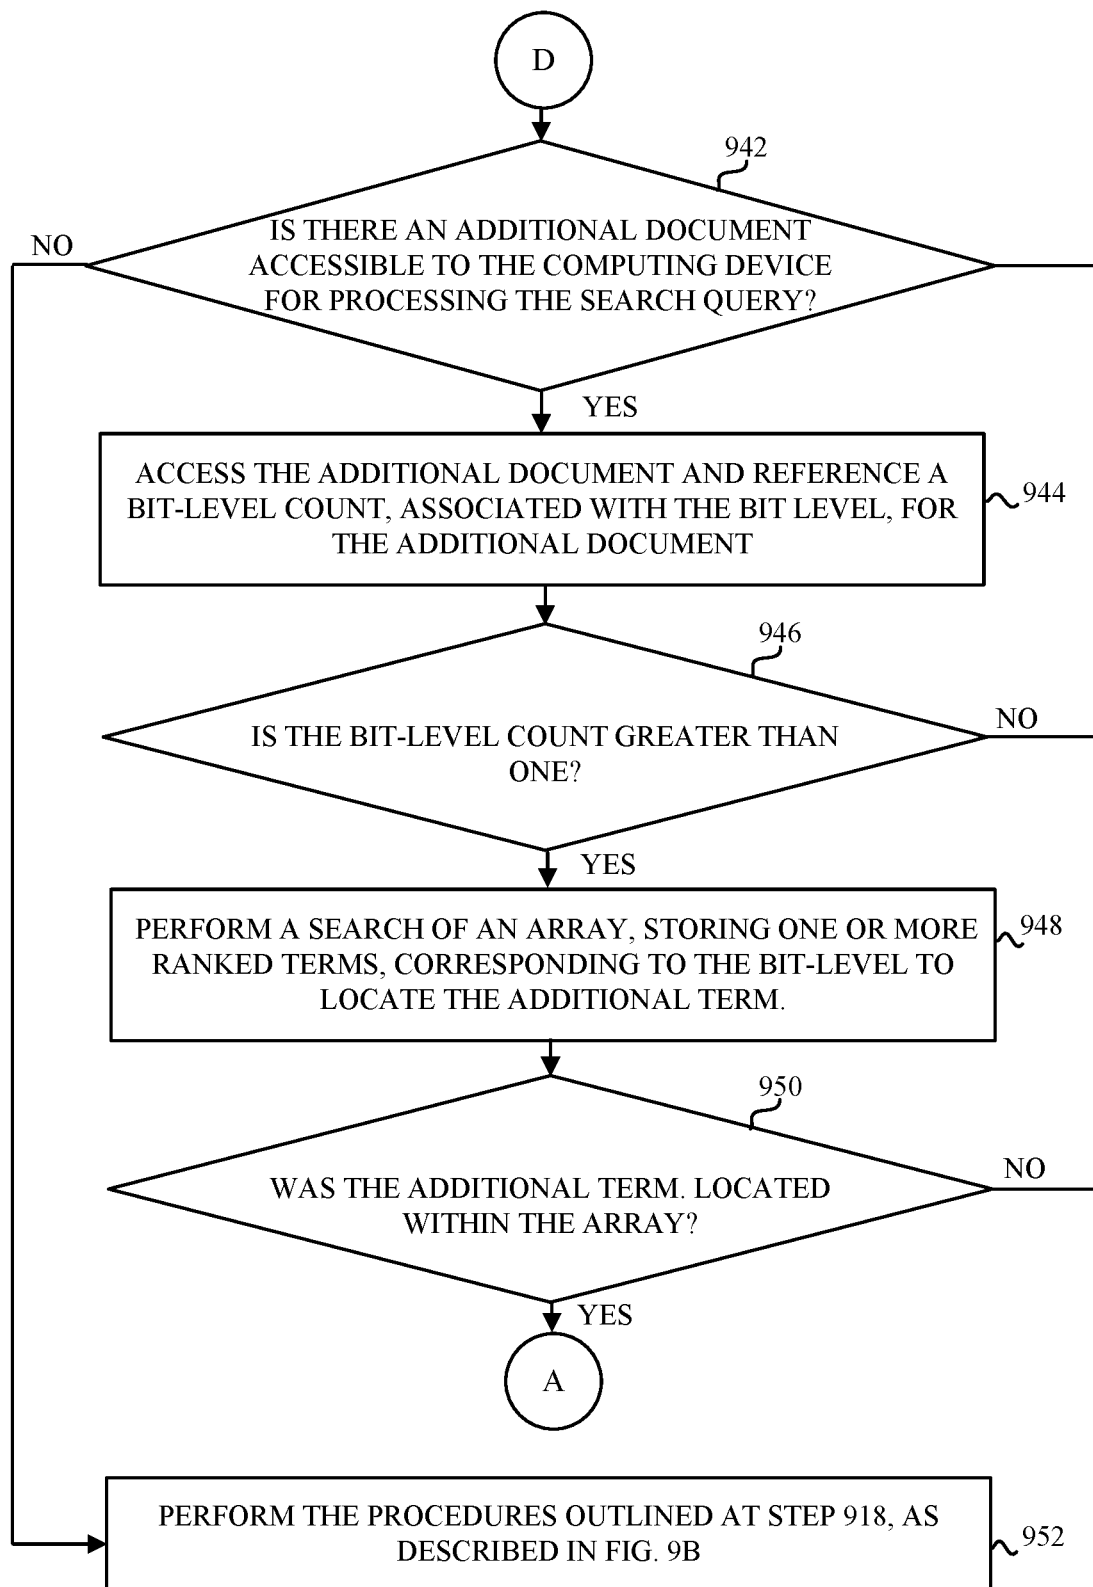 D
942
IS THERE AN ADDITIONAL DOCUMENT
ACCESSIBLE TO THE COMPUTING DEVICE
FOR PROCESSING THE SEARCH QUERY?
NO
YES
ACCESS THE ADDITIONAL DOCUMENT AND REFERENCE A
BIT-LEVEL COUNT, ASSOCIATED WITH THE BIT LEVEL, FOR
THE ADDITIONAL DOCUMENT
944
946
IS THE BIT-LEVEL COUNT GREATER THAN
ONE?
NO
YES
PERFORM A SEARCH OF AN ARRAY, STORING ONE OR MORE
RANKED TERMS, CORRESPONDING TO THE BIT-LEVEL TO
LOCATE THE ADDITIONAL TERM.
948
950
WAS THE ADDITIONAL TERM. LOCATED
WITHIN THE ARRAY?
NO
YES
A
PERFORM THE PROCEDURES OUTLINED AT STEP 918, AS
DESCRIBED IN FIG. 9B
952